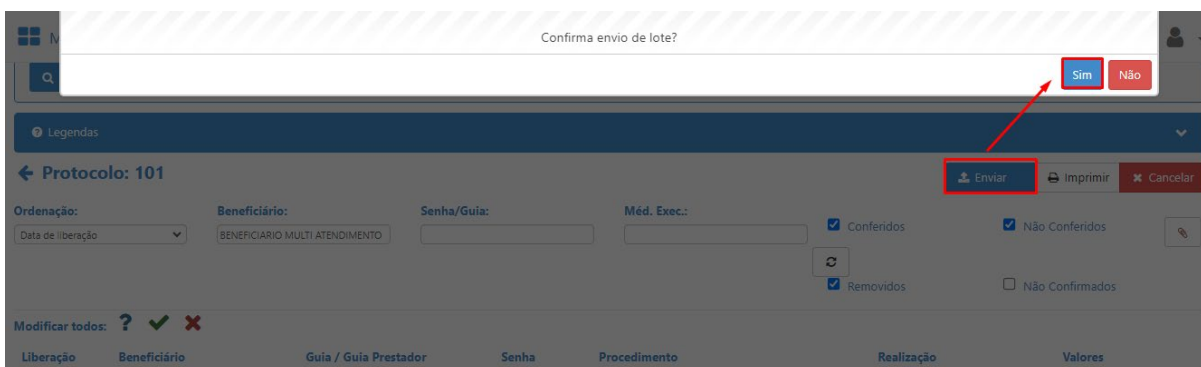 Confirma envio de lote?
Sim Não
Legendas
Protocolo: 101
Enviar Imprimir Cancelar
Ordenação: Beneficiário: Senha/Guia: Méd. Exec.:
Data de liberação BENEFICIARIO MULTI ATENDIMENTO Conferidos Não Conferidos
Removidos Não Confirmados
Modificar todos:
Liberação Beneficiário Guia / Guia Prestador Senha Procedimento Realização Valores